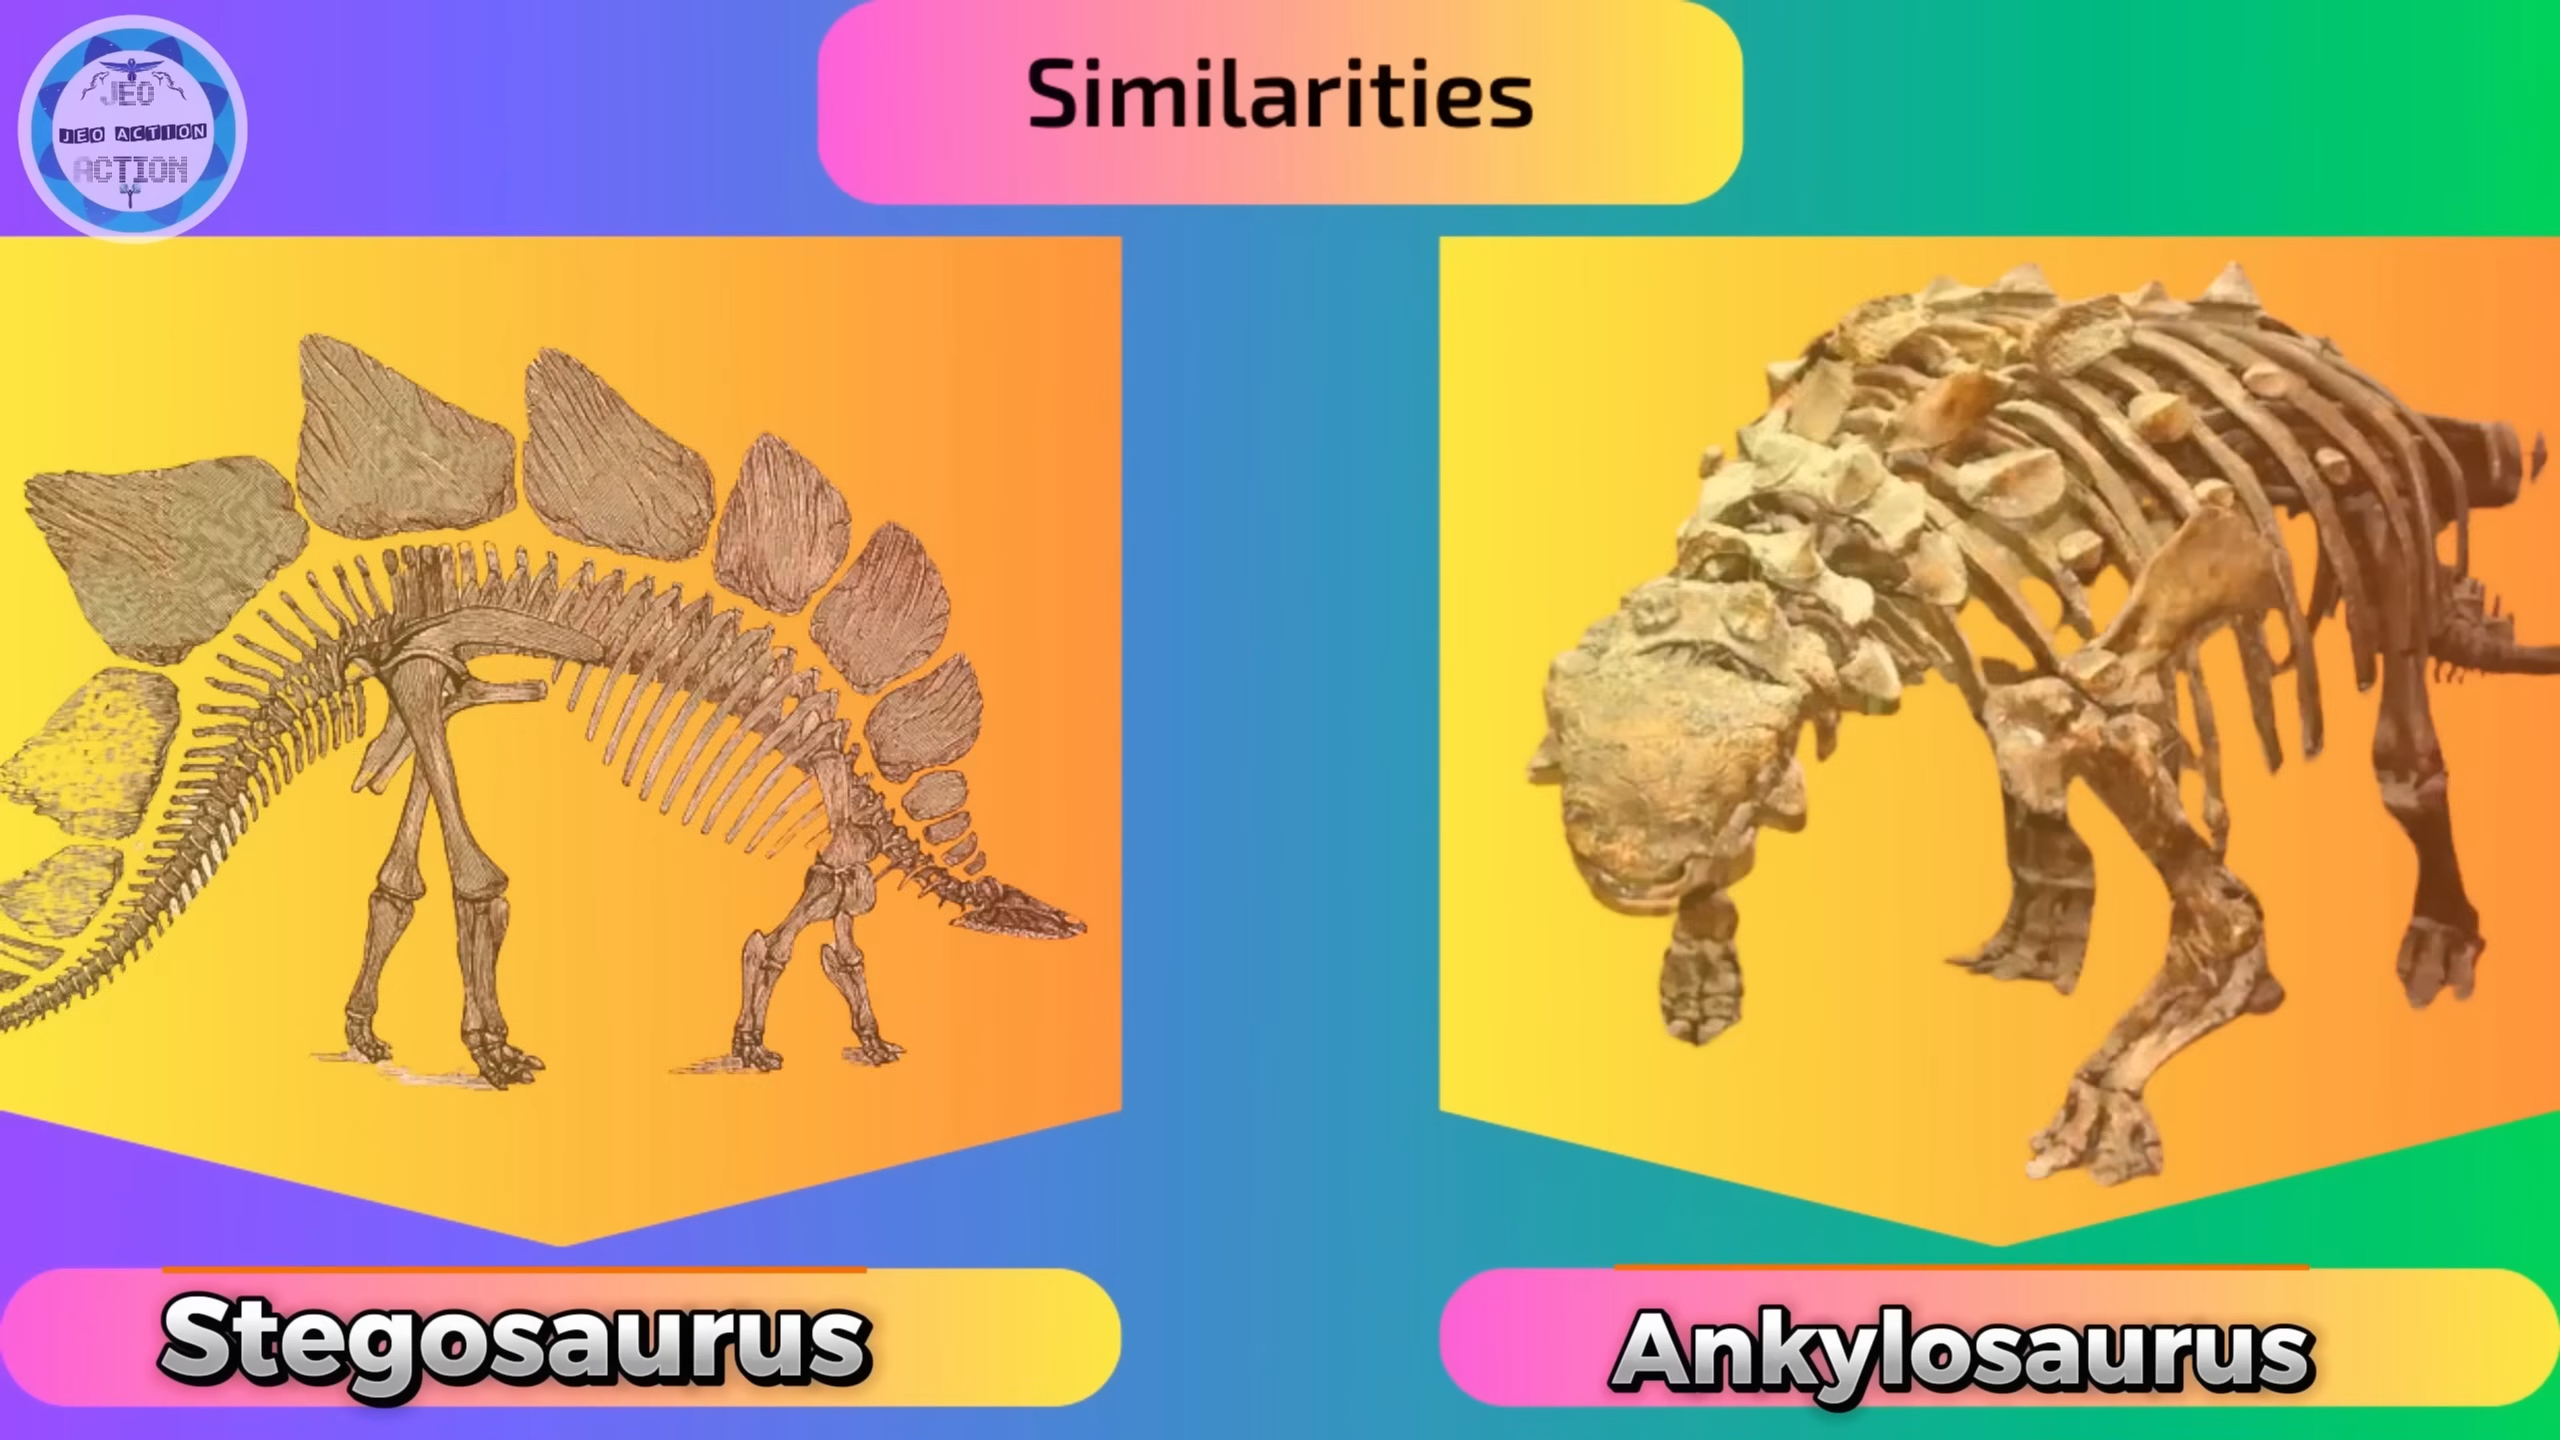 JEO
JEO ACTION
ACTION
Similarities
Stegosaurus
Ankylosaurus